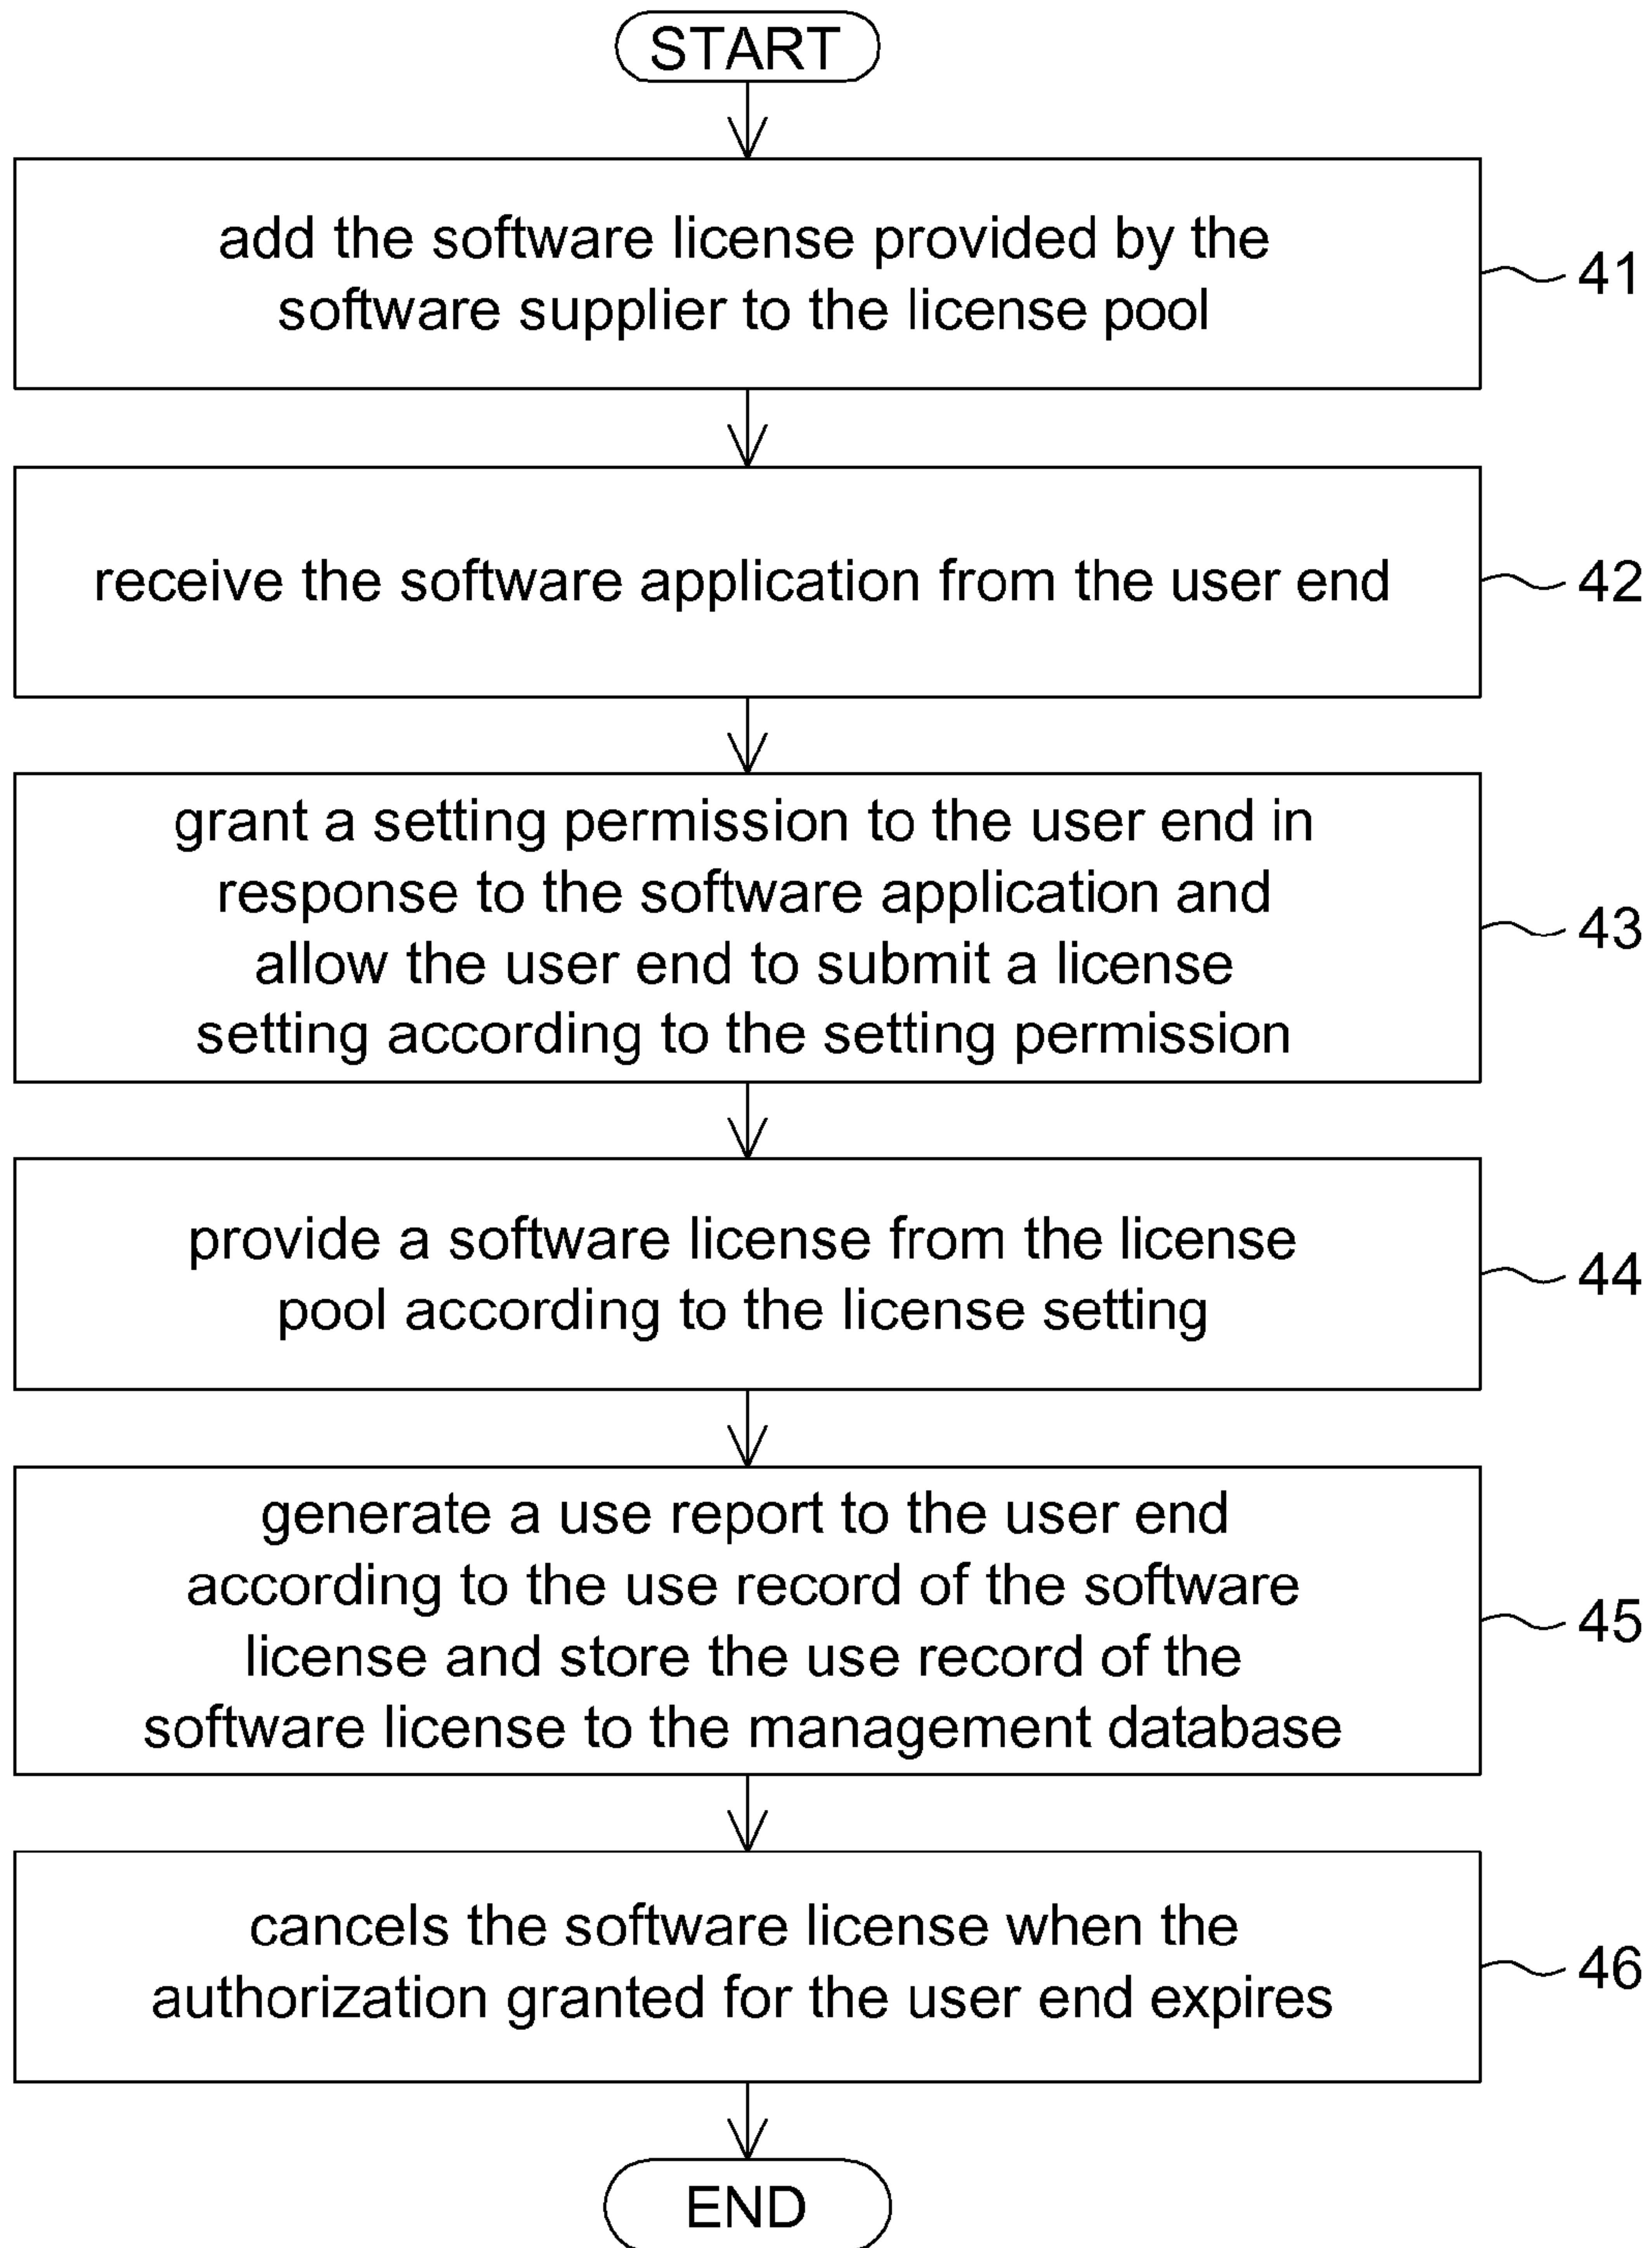 START
add the software license provided by the
software supplier to the license pool
41
receive the software application from the user end
42
grant a setting permission to the user end in
response to the software application and
allow the user end to submit a license
setting according to the setting permission
43
provide a software license from the license
pool according to the license setting
44
generate a use report to the user end
according to the use record of the software
license and store the use record of the
software license to the management database
45
cancels the software license when the
authorization granted for the user end expires
46
END